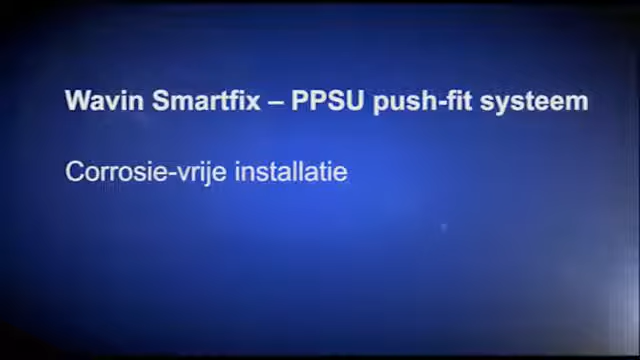 Wavin Smartfix – PPSU push-fit systeem
Corrosie-vrije installatie